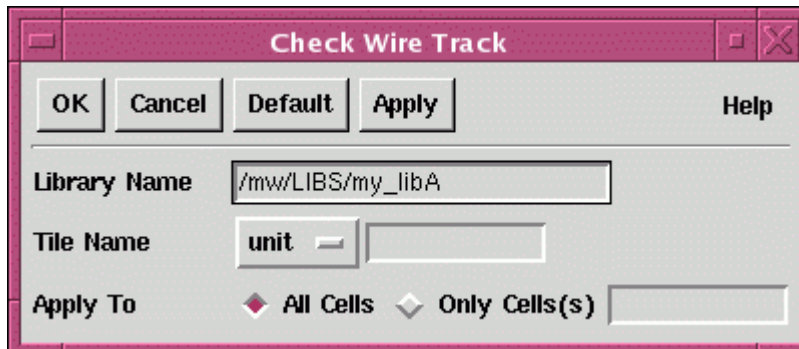 Check Wire Track
OK Cancel Default Apply Help
Library Name /mw/LIBS/my_libA
Tile Name unit
Apply To All Cells Only Cells(s)